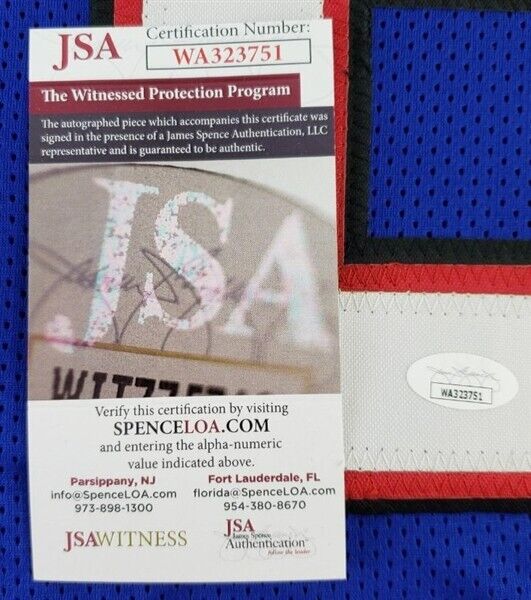 JSA
Certification Number:
WA323751
The Witnessed Protection Program
The autographed piece which accompanies this certificate was
signed in the presence of a James Spence Authentication, LLC
representative and is guaranteed to be authentic.
JSA
Verify this certification by visiting
SPENCELOA.COM
and entering the alpha-numeric
value indicated above.
Parsippany, NJ
info@SpenceLOA.com
973-898-1300
Fort Lauderdale, FL
florida@SpenceLOA.com
954-380-8670
JSAWITNESS
JSA
James Spence
Authentication
follow the leader
WA323751